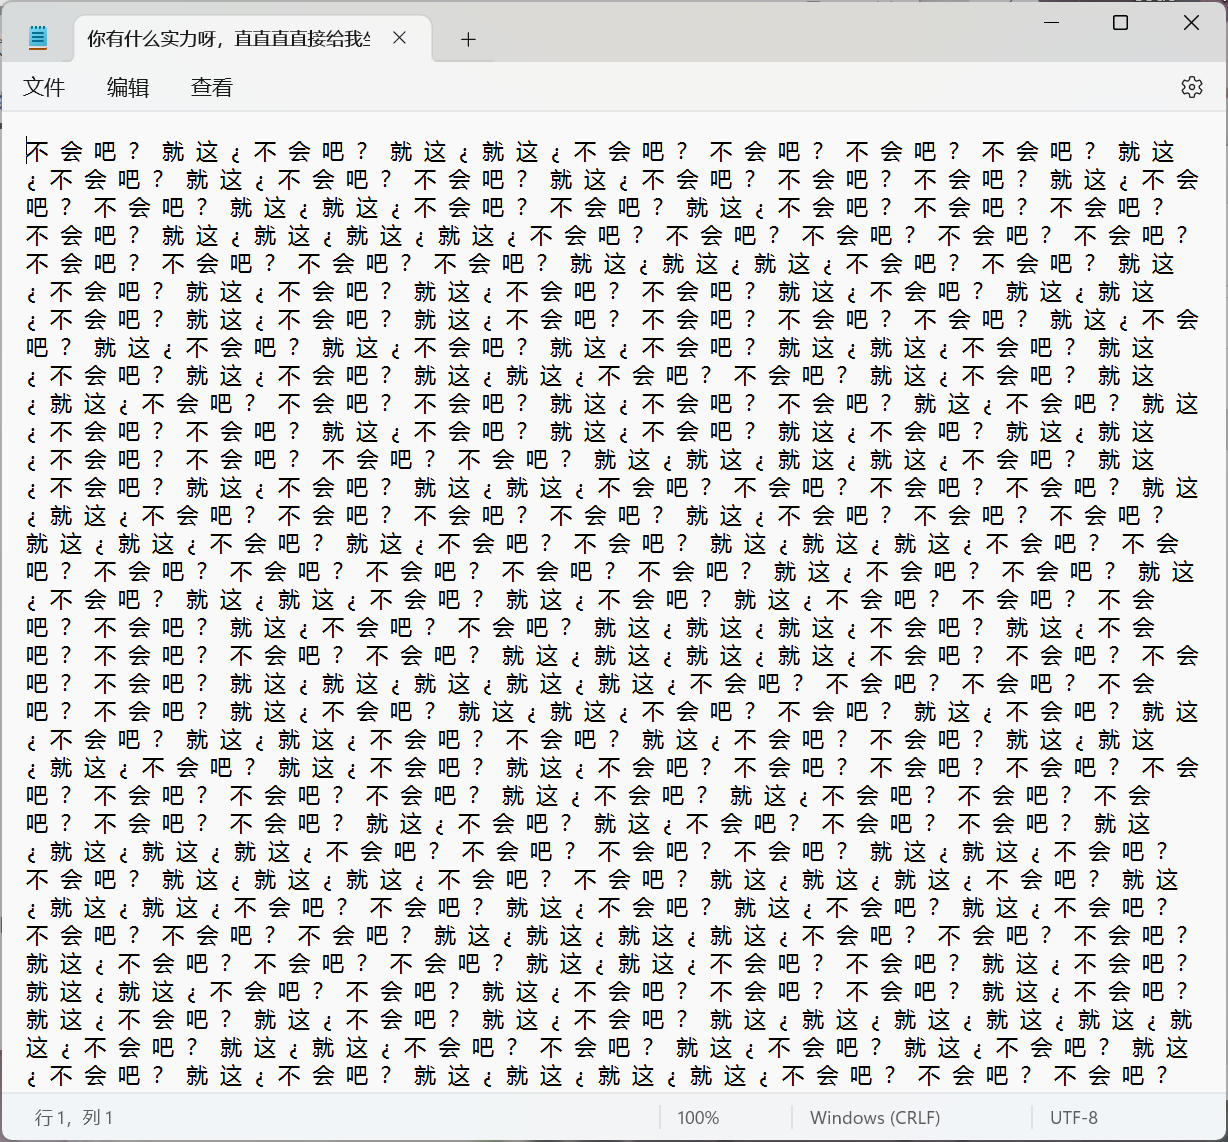 你有什么实力呀，直直直直接给我
文件 编辑 查看
不 会 吧 ? 就 这 ¿ 不 会 吧 ? 就 这 ¿ 就 这 ¿ 不 会 吧 ? 不 会 吧 ? 不 会 吧 ? 不 会 吧 ? 就 这
¿ 不 会 吧 ? 就 这 ¿ 不 会 吧 ? 不 会 吧 ? 就 这 ¿ 不 会 吧 ? 不 会 吧 ? 不 会 吧 ? 就 这 ¿ 不 会
吧 ? 不 会 吧 ? 就 这 ¿ 就 这 ¿ 不 会 吧 ? 不 会 吧 ? 就 这 ¿ 不 会 吧 ? 不 会 吧 ? 不 会 吧 ?
不 会 吧 ? 就 这 ¿ 就 这 ¿ 就 这 ¿ 就 这 ¿ 不 会 吧 ? 不 会 吧 ? 不 会 吧 ? 不 会 吧 ? 不 会 吧 ?
不 会 吧 ? 不 会 吧 ? 不 会 吧 ? 不 会 吧 ? 就 这 ¿ 就 这 ¿ 就 这 ¿ 不 会 吧 ? 不 会 吧 ? 就 这
¿ 不 会 吧 ? 就 这 ¿ 不 会 吧 ? 就 这 ¿ 不 会 吧 ? 不 会 吧 ? 就 这 ¿ 不 会 吧 ? 就 这 ¿ 就 这
¿ 不 会 吧 ? 就 这 ¿ 不 会 吧 ? 就 这 ¿ 不 会 吧 ? 不 会 吧 ? 不 会 吧 ? 不 会 吧 ? 就 这 ¿ 不 会
吧 ? 就 这 ¿ 不 会 吧 ? 就 这 ¿ 不 会 吧 ? 就 这 ¿ 不 会 吧 ? 就 这 ¿ 就 这 ¿ 不 会 吧 ? 就 这
¿ 不 会 吧 ? 就 这 ¿ 不 会 吧 ? 就 这 ¿ 就 这 ¿ 不 会 吧 ? 不 会 吧 ? 就 这 ¿ 不 会 吧 ? 就 这
¿ 就 这 ¿ 不 会 吧 ? 不 会 吧 ? 不 会 吧 ? 就 这 ¿ 不 会 吧 ? 不 会 吧 ? 就 这 ¿ 不 会 吧 ? 就 这
¿ 不 会 吧 ? 不 会 吧 ? 就 这 ¿ 不 会 吧 ? 就 这 ¿ 不 会 吧 ? 就 这 ¿ 不 会 吧 ? 就 这 ¿ 就 这
¿ 不 会 吧 ? 不 会 吧 ? 不 会 吧 ? 不 会 吧 ? 就 这 ¿ 就 这 ¿ 就 这 ¿ 就 这 ¿ 不 会 吧 ? 就 这
¿ 不 会 吧 ? 就 这 ¿ 不 会 吧 ? 就 这 ¿ 就 这 ¿ 不 会 吧 ? 不 会 吧 ? 不 会 吧 ? 不 会 吧 ? 就 这
¿ 就 这 ¿ 不 会 吧 ? 不 会 吧 ? 不 会 吧 ? 不 会 吧 ? 就 这 ¿ 不 会 吧 ? 不 会 吧 ? 不 会 吧 ?
就 这 ¿ 就 这 ¿ 不 会 吧 ? 就 这 ¿ 不 会 吧 ? 不 会 吧 ? 就 这 ¿ 就 这 ¿ 就 这 ¿ 不 会 吧 ? 不 会
吧 ? 不 会 吧 ? 不 会 吧 ? 不 会 吧 ? 不 会 吧 ? 不 会 吧 ? 就 这 ¿ 不 会 吧 ? 不 会 吧 ? 就 这
¿ 不 会 吧 ? 就 这 ¿ 就 这 ¿ 不 会 吧 ? 就 这 ¿ 不 会 吧 ? 就 这 ¿ 不 会 吧 ? 不 会 吧 ? 不 会
吧 ? 不 会 吧 ? 就 这 ¿ 不 会 吧 ? 不 会 吧 ? 就 这 ¿ 就 这 ¿ 就 这 ¿ 不 会 吧 ? 就 这 ¿ 不 会
吧 ? 不 会 吧 ? 不 会 吧 ? 不 会 吧 ? 就 这 ¿ 就 这 ¿ 就 这 ¿ 就 这 ¿ 不 会 吧 ? 不 会 吧 ? 不 会
吧 ? 不 会 吧 ? 就 这 ¿ 就 这 ¿ 就 这 ¿ 就 这 ¿ 就 这 ¿ 不 会 吧 ? 不 会 吧 ? 不 会 吧 ? 不 会
吧 ? 不 会 吧 ? 就 这 ¿ 不 会 吧 ? 就 这 ¿ 就 这 ¿ 不 会 吧 ? 不 会 吧 ? 就 这 ¿ 不 会 吧 ? 就 这
¿ 不 会 吧 ? 就 这 ¿ 就 这 ¿ 不 会 吧 ? 不 会 吧 ? 就 这 ¿ 不 会 吧 ? 不 会 吧 ? 就 这 ¿ 就 这
¿ 就 这 ¿ 不 会 吧 ? 就 这 ¿ 不 会 吧 ? 就 这 ¿ 不 会 吧 ? 不 会 吧 ? 不 会 吧 ? 不 会 吧 ? 不 会
吧 ? 不 会 吧 ? 不 会 吧 ? 不 会 吧 ? 就 这 ¿ 不 会 吧 ? 就 这 ¿ 不 会 吧 ? 不 会 吧 ? 不 会
吧 ? 不 会 吧 ? 不 会 吧 ? 就 这 ¿ 不 会 吧 ? 就 这 ¿ 不 会 吧 ? 不 会 吧 ? 不 会 吧 ? 就 这
¿ 就 这 ¿ 就 这 ¿ 就 这 ¿ 不 会 吧 ? 不 会 吧 ? 不 会 吧 ? 不 会 吧 ? 就 这 ¿ 就 这 ¿ 不 会 吧 ?
不 会 吧 ? 就 这 ¿ 就 这 ¿ 就 这 ¿ 不 会 吧 ? 不 会 吧 ? 就 这 ¿ 就 这 ¿ 就 这 ¿ 不 会 吧 ? 就 这
¿ 就 这 ¿ 就 这 ¿ 不 会 吧 ? 不 会 吧 ? 就 这 ¿ 不 会 吧 ? 就 这 ¿ 不 会 吧 ? 就 这 ¿ 不 会 吧 ?
不 会 吧 ? 不 会 吧 ? 不 会 吧 ? 就 这 ¿ 就 这 ¿ 就 这 ¿ 就 这 ¿ 不 会 吧 ? 不 会 吧 ? 不 会 吧 ?
就 这 ¿ 不 会 吧 ? 不 会 吧 ? 不 会 吧 ? 就 这 ¿ 就 这 ¿ 不 会 吧 ? 不 会 吧 ? 就 这 ¿ 不 会 吧 ?
就 这 ¿ 就 这 ¿ 不 会 吧 ? 不 会 吧 ? 就 这 ¿ 不 会 吧 ? 不 会 吧 ? 不 会 吧 ? 就 这 ¿ 不 会 吧 ?
就 这 ¿ 不 会 吧 ? 就 这 ¿ 不 会 吧 ? 就 这 ¿ 不 会 吧 ? 就 这 ¿ 就 这 ¿ 就 这 ¿ 就 这 ¿ 就 这 ¿ 就
这 ¿ 不 会 吧 ? 就 这 ¿ 就 这 ¿ 不 会 吧 ? 不 会 吧 ? 就 这 ¿ 不 会 吧 ? 就 这 ¿ 不 会 吧 ? 就 这
¿ 不 会 吧 ? 就 这 ¿ 不 会 吧 ? 就 这 ¿ 就 这 ¿ 就 这 ¿ 就 这 ¿ 不 会 吧 ? 不 会 吧 ? 不 会 吧 ?
行 1，列 1 100% Windows (CRLF) UTF-8